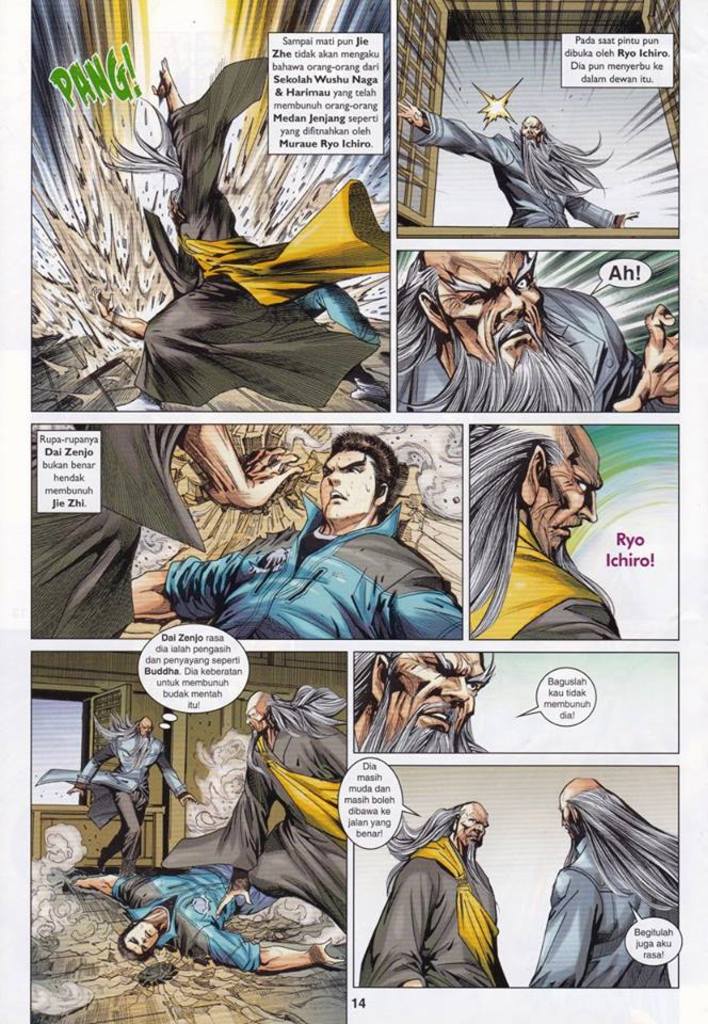 PANG!
Sampai mati pun Jie
Zhe tidak akan mengaku
bahawa orang-orang dari
Sekolah Wushu Naga
& Harimau yang telah
membunuh orang-orang
Medan Jenjang seperti
yang difitnahkan oleh
Muraue Ryo Ichiro.
Pada saat pintu pun
dibuka oleh Ryo Ichiro.
Dia pun menyerbu ke
dalam dewan itu.
Ah!
Rupa-rupanya
Dai Zenjo
bukan benar
hendak
membunuh
Jie Zhi.
Ryo
Ichiro!
Dai Zenjo rasa
dia ialah pengasih
dan penyayang seperti
Buddha. Dia keberatan
untuk membunuh
budak mentah
itu!
Baguslah
kau tidak
membunuh
dia!
Dia
masih
muda dan
masih boleh
dibawa ke
jalan yang
benar!
Begitulah
juga aku
rasa!
14